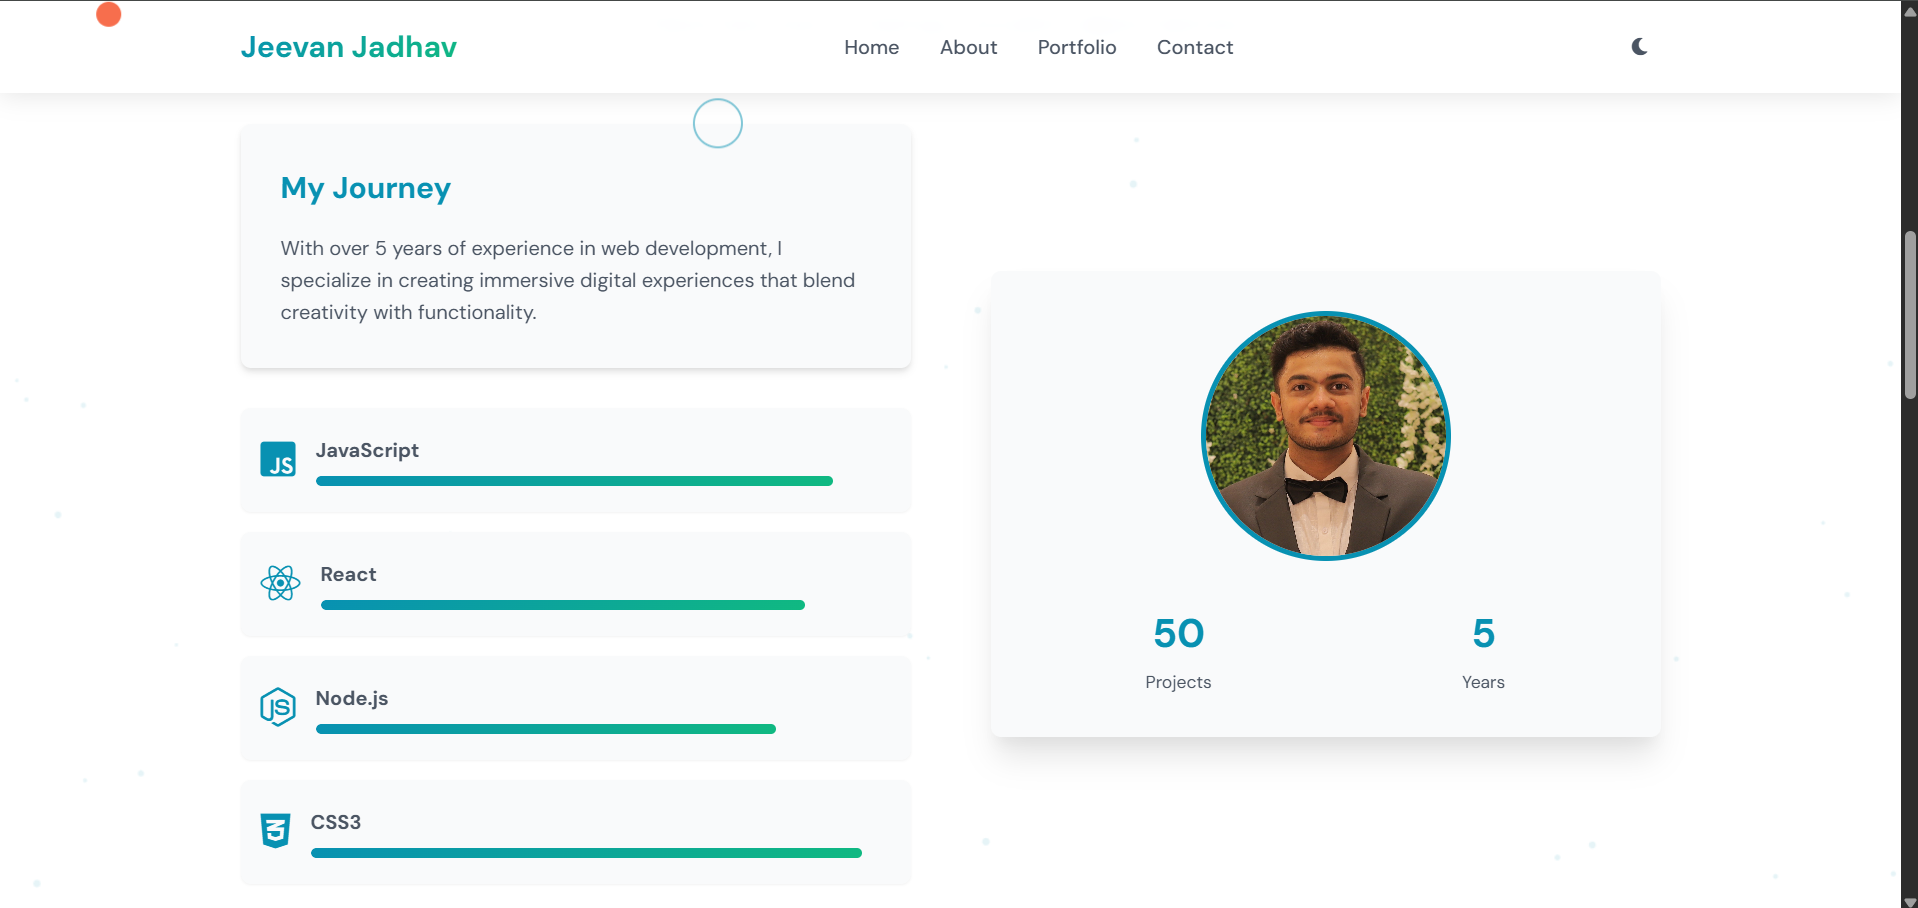 Jeevan Jadhav
Home
About
Portfolio
Contact
My Journey
With over 5 years of experience in web development, I
specialize in creating immersive digital experiences that blend
creativity with functionality.
JS
JavaScript
React
JS
Node.js
3
CSS3
50
Projects
5
Years